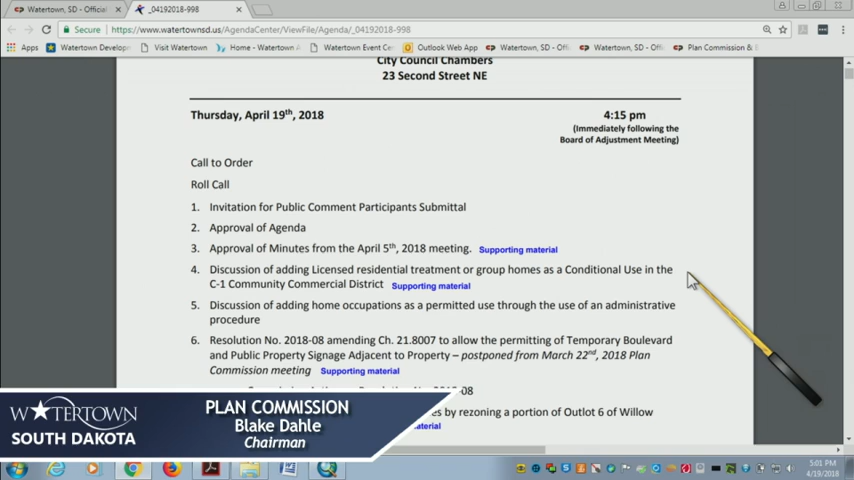 Watertown, SD - Official
_04192018-998
Secure
https://www.watertownsd.us/AgendaCenter/ViewFile/Agenda/_04192018-998
Apps
Watertown Develop
Visit Watertown
Home - Watertown A
Watertown Event Cen
Outlook Web App
Watertown, SD - Offi
Watertown, SD - Offi
Plan Commission & B
City Council Chambers
23 Second Street NE
Thursday, April 19th, 2018
4:15 pm
(Immediately following the
Board of Adjustment Meeting)
Call to Order
Roll Call
1. Invitation for Public Comment Participants Submittal
2. Approval of Agenda
3. Approval of Minutes from the April 5th, 2018 meeting. Supporting material
4. Discussion of adding Licensed residential treatment or group homes as a Conditional Use in the
C-1 Community Commercial District Supporting material
5. Discussion of adding home occupations as a permitted use through the use of an administrative
procedure
6. Resolution No. 2018-08 amending Ch. 21.8007 to allow the permitting of Temporary Boulevard
and Public Property Signage Adjacent to Property – postponed from March 22nd, 2018 Plan
Commission meeting Supporting material
by rezoning a portion of Outlot 6 of Willow
WATERTOWN
SOUTH DAKOTA
PLAN COMMISSION
Blake Dahle
Chairman
5:01 PM
4/19/2018